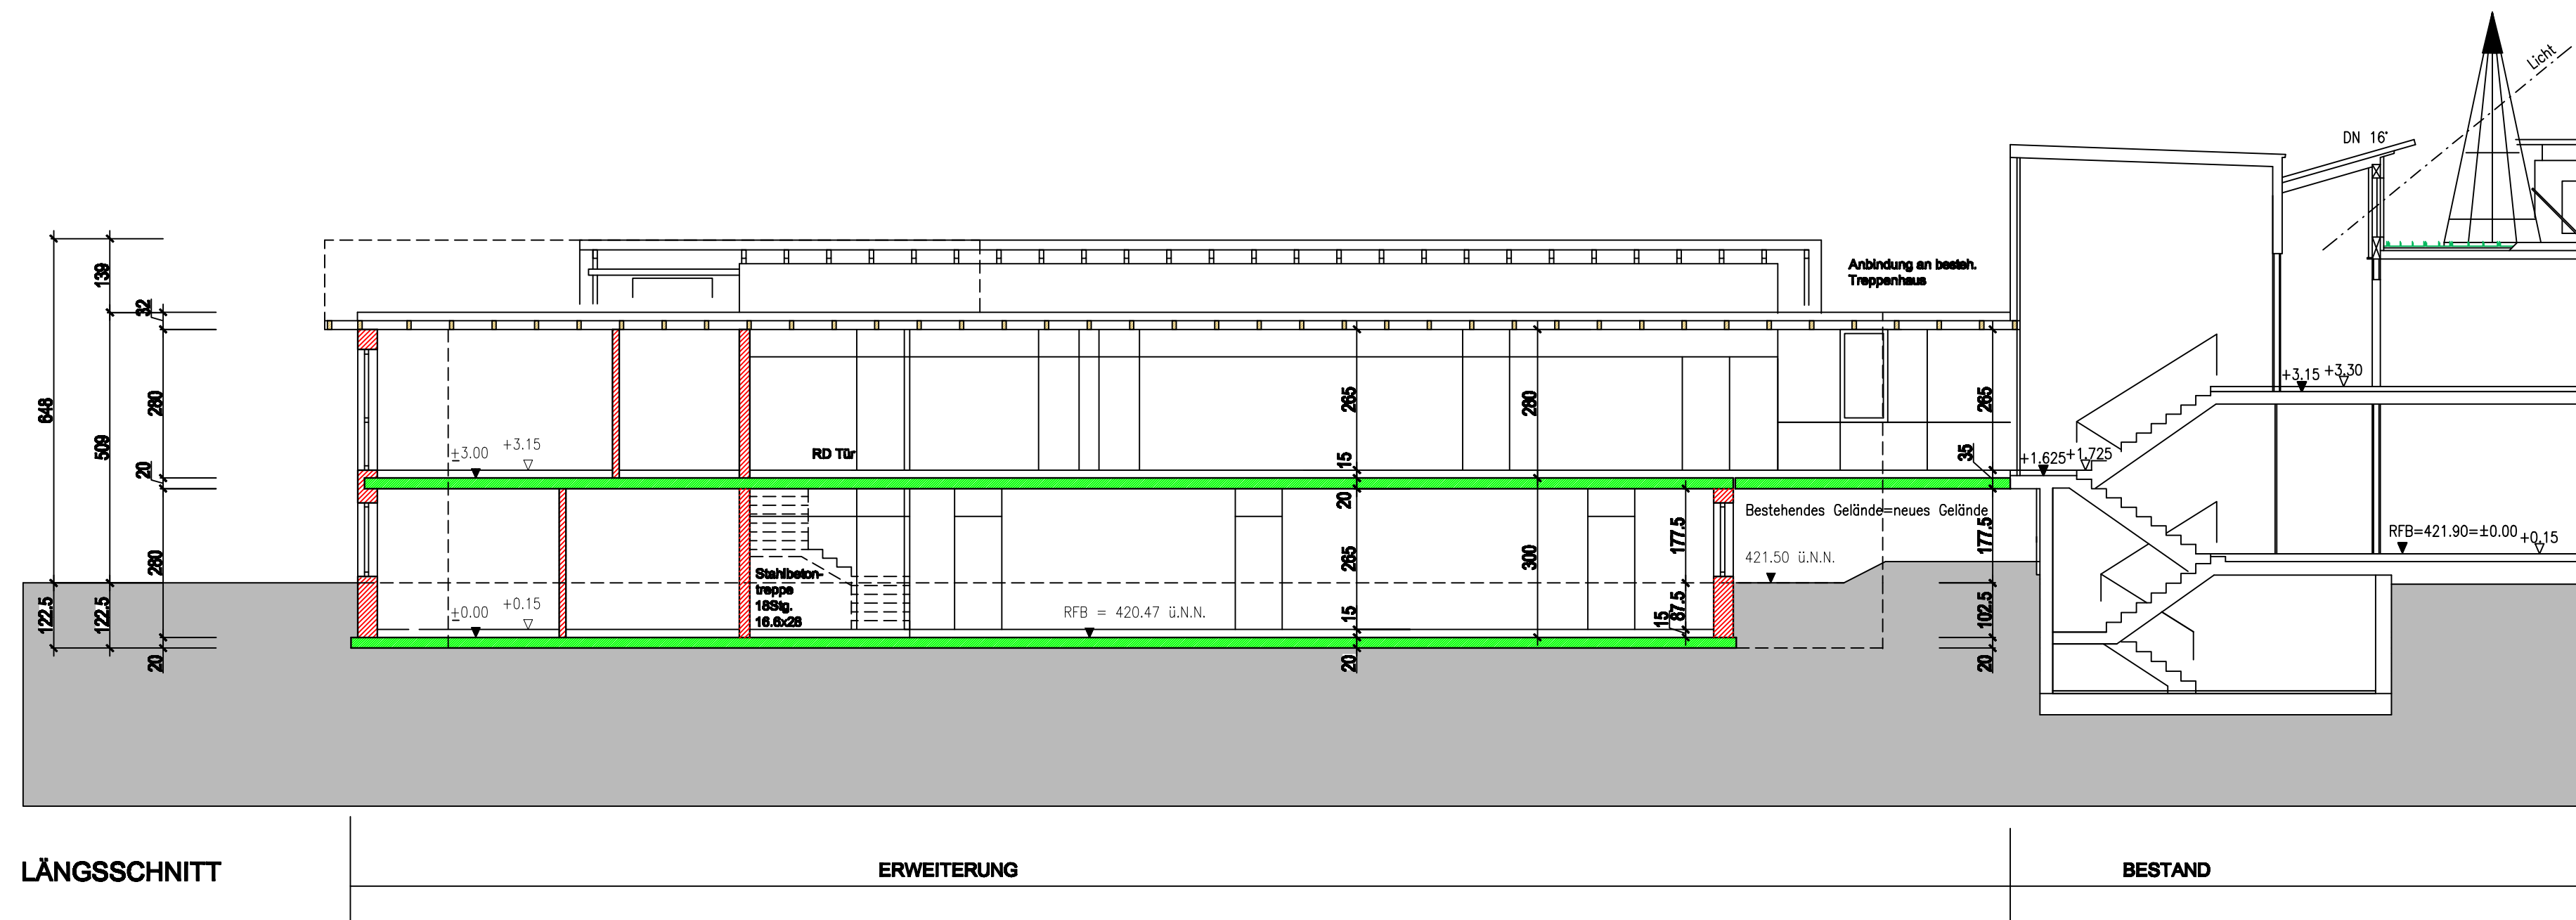 Licht
DN 16°
Anbindung an besteh.
Treppenhaus
139
32
648
509
280
20
280
122.5
122.5
20
+3.00
+3.15
RD Tür
265
15
20
265
15
20
280
300
265
35
177.5
177.5
15
87.5
102.5
20
+3.15
+3.30
+1.625
+1.725
Bestehendes Gelände=neues Gelände
421.50 ü.N.N.
RFB=421.90=±0.00
+0.15
Stahlbeton-
treppe
18Stg.
16.6x28
±0.00
+0.15
RFB = 420.47 ü.N.N.
LÄNGSSCHNITT
ERWEITERUNG
BESTAND